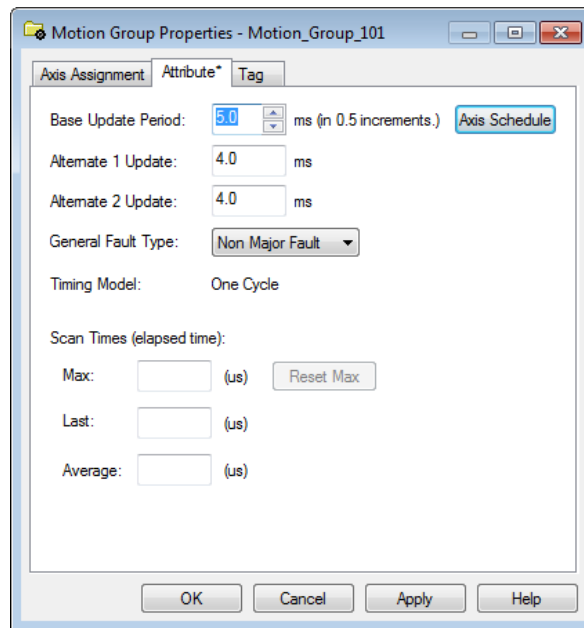 Motion Group Properties - Motion_Group_101
Axis Assignment Attribute* Tag
Base Update Period: 5.0 ms (in 0.5 increments.) Axis Schedule
Alternate 1 Update: 4.0 ms
Alternate 2 Update: 4.0 ms
General Fault Type: Non Major Fault
Timing Model: One Cycle
Scan Times (elapsed time):
Max: (us) Reset Max
Last: (us)
Average: (us)
OK Cancel Apply Help